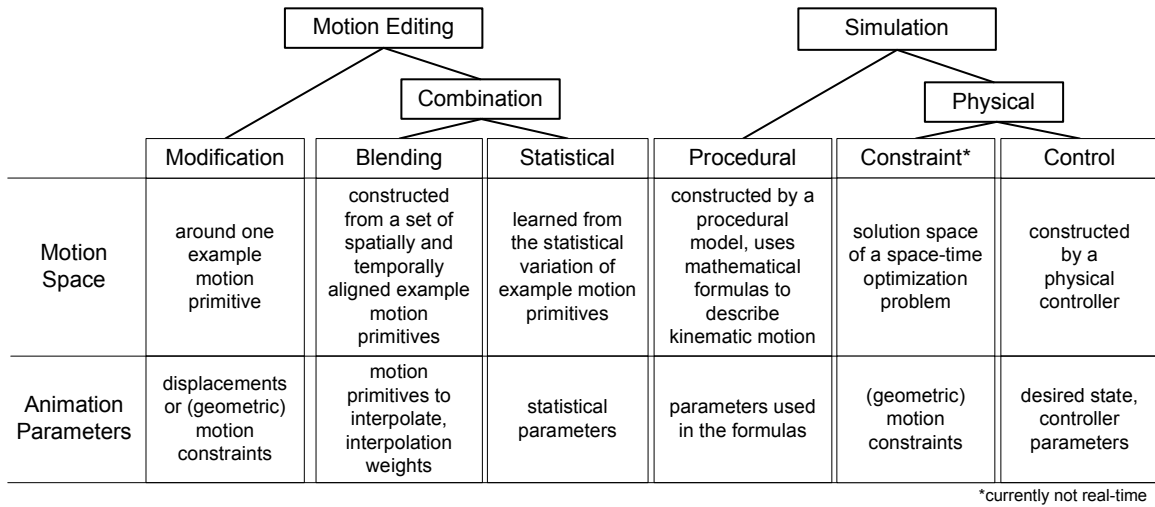 Motion Editing
Simulation
Combination
Physical
Modification
Blending
Statistical
Procedural
Constraint*
Control
Motion
Space
around one
example
motion
primitive
constructed
from a set of
spatially and
temporally
aligned example
motion
primitives
learned from
the statistical
variation of
example motion
primitives
constructed by a
procedural
model, uses
mathematical
formulas to
describe
kinematic motion
solution space
of a space-time
optimization
problem
constructed
by a
physical
controller
Animation
Parameters
displacements
or (geometric)
motion
constraints
motion
primitives to
interpolate,
interpolation
weights
statistical
parameters
parameters used
in the formulas
(geometric)
motion
constraints
desired state,
controller
parameters
*currently not real-time